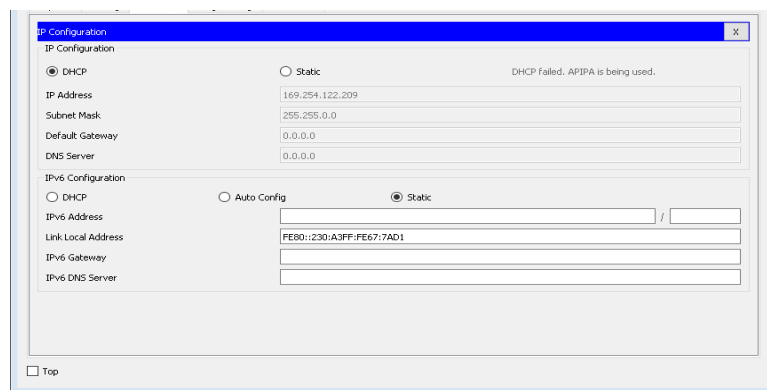 IP Configuration X
IP Configuration
DHCP Static DHCP failed. APIPA is being used.
IP Address 169.254.122.209
Subnet Mask 255.255.0.0
Default Gateway 0.0.0.0
DNS Server 0.0.0.0
IPv6 Configuration
DHCP Auto Config Static
IPv6 Address /
Link Local Address FE80::230:A3FF:FE67:7AD1
IPv6 Gateway
IPv6 DNS Server
Top